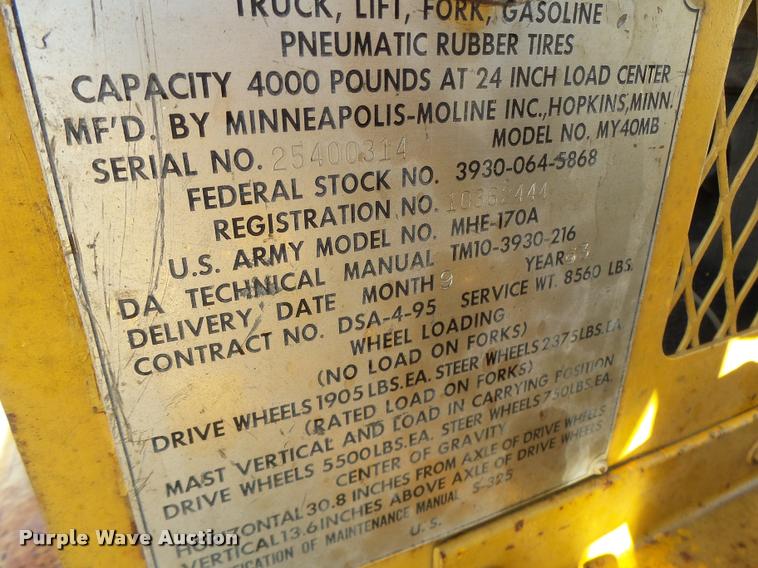 TRUCK, LIFT, FORK, GASOLINE
PNEUMATIC RUBBER TIRES
CAPACITY 4000 POUNDS AT 24 INCH LOAD CENTER
MF'D. BY MINNEAPOLIS-MOLINE INC., HOPKINS, MINN.
SERIAL NO. 25400314 MODEL NO. MY40MB
FEDERAL STOCK NO. 3930-064-5868
REGISTRATION NO.
U.S. ARMY MODEL NO. MHE-170A
DA TECHNICAL MANUAL TM10-3930-216
DELIVERY, DATE MONTH 9 YEAR 63
CONTRACT NO. DSA-4-95 SERVICE WT. 8560 LBS.
WHEEL LOADING
(NO LOAD ON FORKS)
DRIVE WHEELS 1905 LBS. EA. STEER WHEELS 2375 LBS. EA.
(RATED LOAD ON FORKS)
MAST VERTICAL AND LOAD IN CARRYING POSITION
DRIVE WHEELS 5500 LBS. EA. STEER WHEELS 750 LBS. EA.
CENTER OF GRAVITY
HORIZONTAL 30.8 INCHES FROM AXLE OF DRIVE WHEELS
VERTICAL 13.6 INCHES ABOVE AXLE OF DRIVE WHEELS
OF MAINTENANCE MANUAL S-325
U.S.
Purple Wave Auction